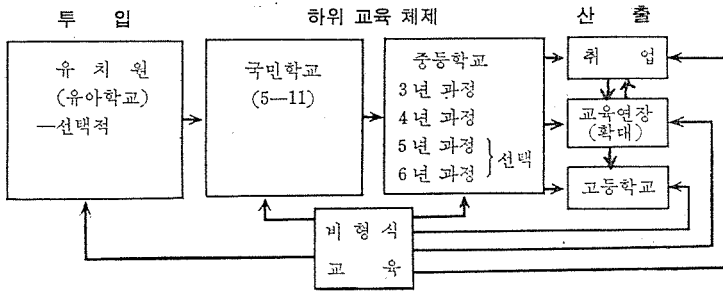 투 입
하위 교육 체제
산 출
유 치 원
(유아학교)
—선택적
국민학교
(5—11)
중등학교
3년 과정
4년 과정
5년 과정
6년 과정
선택
취 업
교육연장
(확대)
고등학교
비 형 식
교 육